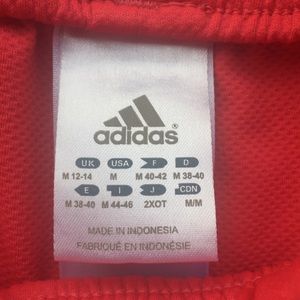 adidas®
UK USA F D
M 12-14 M M 40-42 M 38-40
E I J CDN
M 38-40 M 44-46 2XOT M/M
MADE IN INDONESIA
FABRIQUÉ EN INDONÉSIE